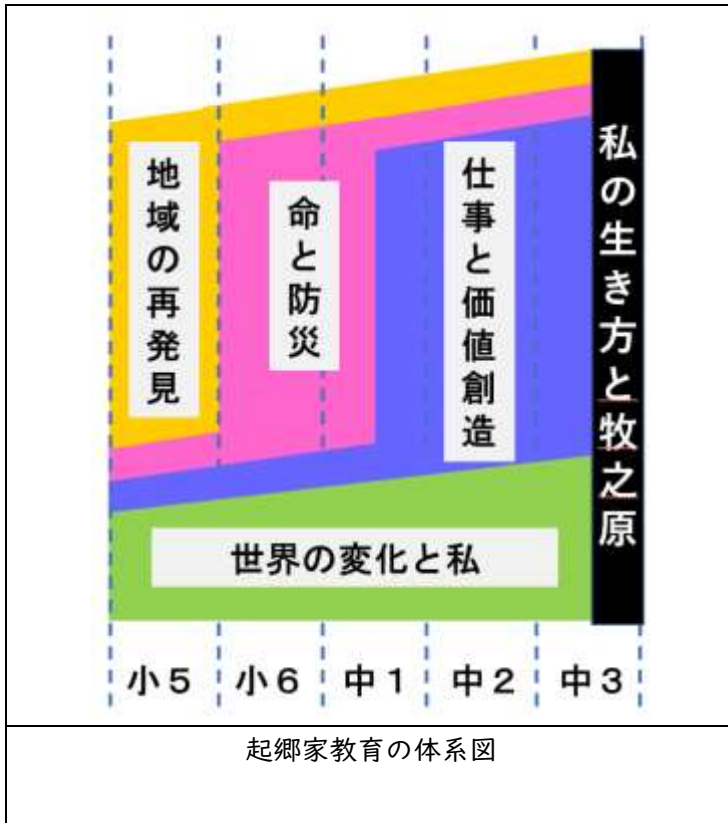 地域の再発見
命と防災
仕事と価値創造
私の生き方と牧之原
世界の変化と私
小5
小6
中1
中2
中3
起郷家教育の体系図